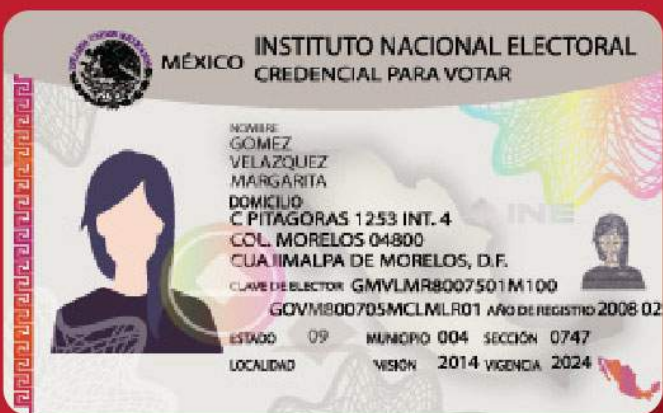 MÉXICO INSTITUTO NACIONAL ELECTORAL
CREDENCIAL PARA VOTAR
NOMBRE
GOMEZ
VELAZQUEZ
MARGARITA
DOMICILIO
C PITAGORAS 1253 INT. 4
COL. MORELOS 04800
CUAJIMALPA DE MORELOS, D.F.
CLAVE DE ELECTOR GMVLMR8007501M100
GOVM800705MCLMLR01 AÑO DE REGISTRO 2008 02
ESTADO 09 MUNICIPIO 004 SECCIÓN 0747
LOCALIDAD MISIÓN 2014 VIGENCIA 2024
INE